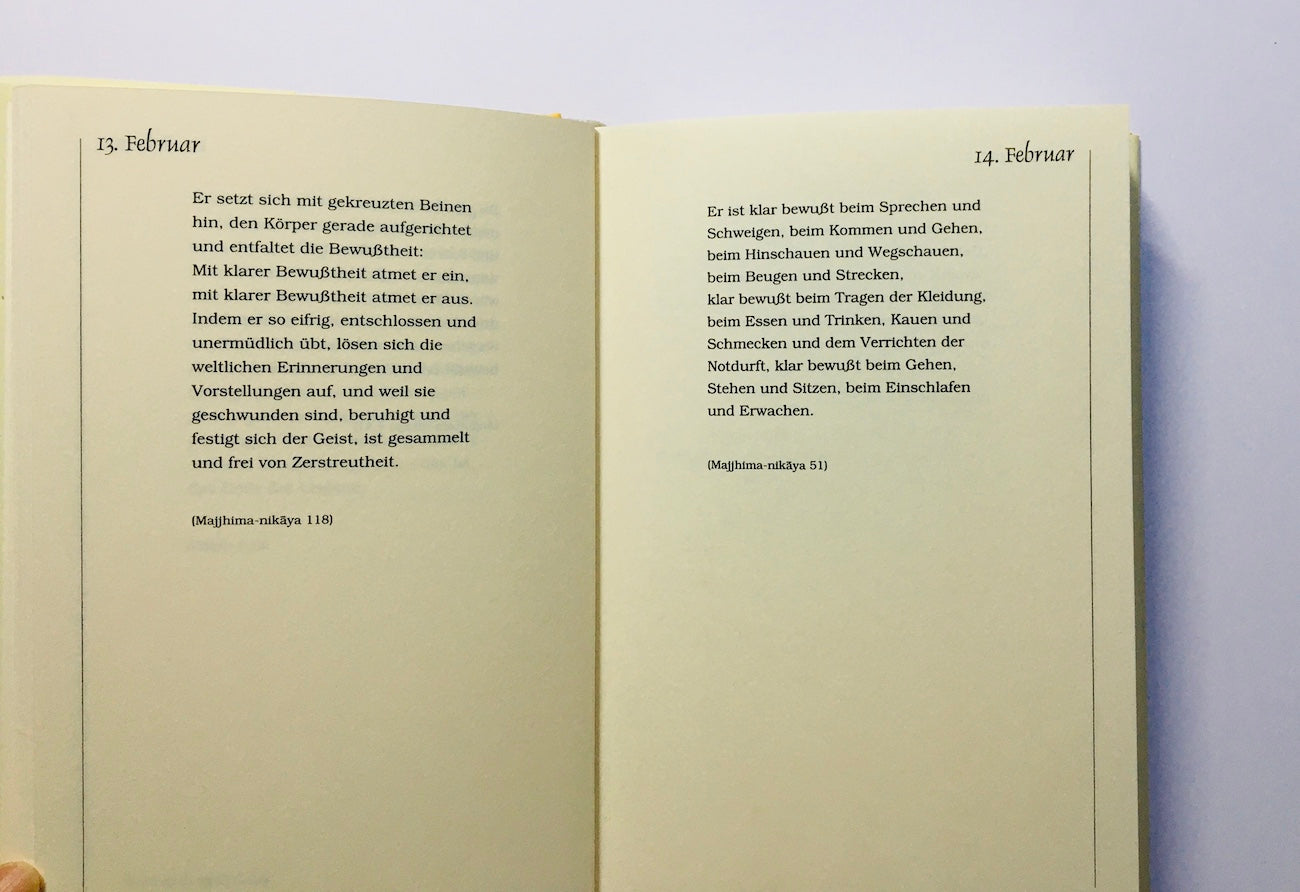 13. Februar
Er setzt sich mit gekreuzten Beinen
hin, den Körper gerade aufgerichtet
und entfaltet die Bewußtheit:
Mit klarer Bewußtheit atmet er ein,
mit klarer Bewußtheit atmet er aus.
Indem er so eifrig, entschlossen und
unermüdlich übt, lösen sich die
weltlichen Erinnerungen und
Vorstellungen auf, und weil sie
geschwunden sind, beruhigt und
festigt sich der Geist, ist gesammelt
und frei von Zerstreutheit.
(Majjhima-nikāya 118)
14. Februar
Er ist klar bewußt beim Sprechen und
Schweigen, beim Kommen und Gehen,
beim Hinschauen und Wegschauen,
beim Beugen und Strecken,
klar bewußt beim Tragen der Kleidung,
beim Essen und Trinken, Kauen und
Schmecken und dem Verrichten der
Notdurft, klar bewußt beim Gehen,
Stehen und Sitzen, beim Einschlafen
und Erwachen.
(Majjhima-nikāya 51)